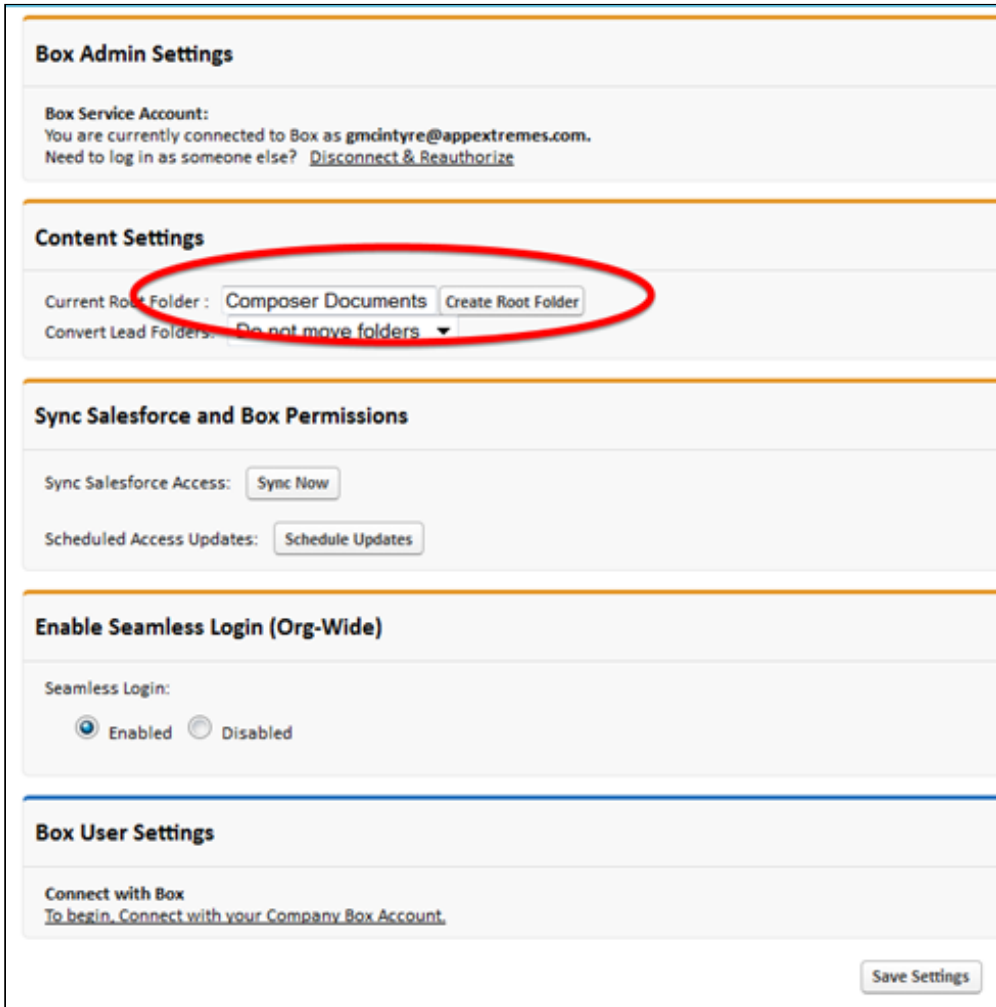 Box Admin Settings
Box Service Account:
You are currently connected to Box as gmcintyre@appextremes.com.
Need to log in as someone else? Disconnect & Reauthorize
Content Settings
Current Root Folder : Composer Documents Create Root Folder
Convert Lead Folders: Do not move folders
Sync Salesforce and Box Permissions
Sync Salesforce Access: Sync Now
Scheduled Access Updates: Schedule Updates
Enable Seamless Login (Org-Wide)
Seamless Login:
Enabled Disabled
Box User Settings
Connect with Box
To begin, Connect with your Company Box Account.
Save Settings